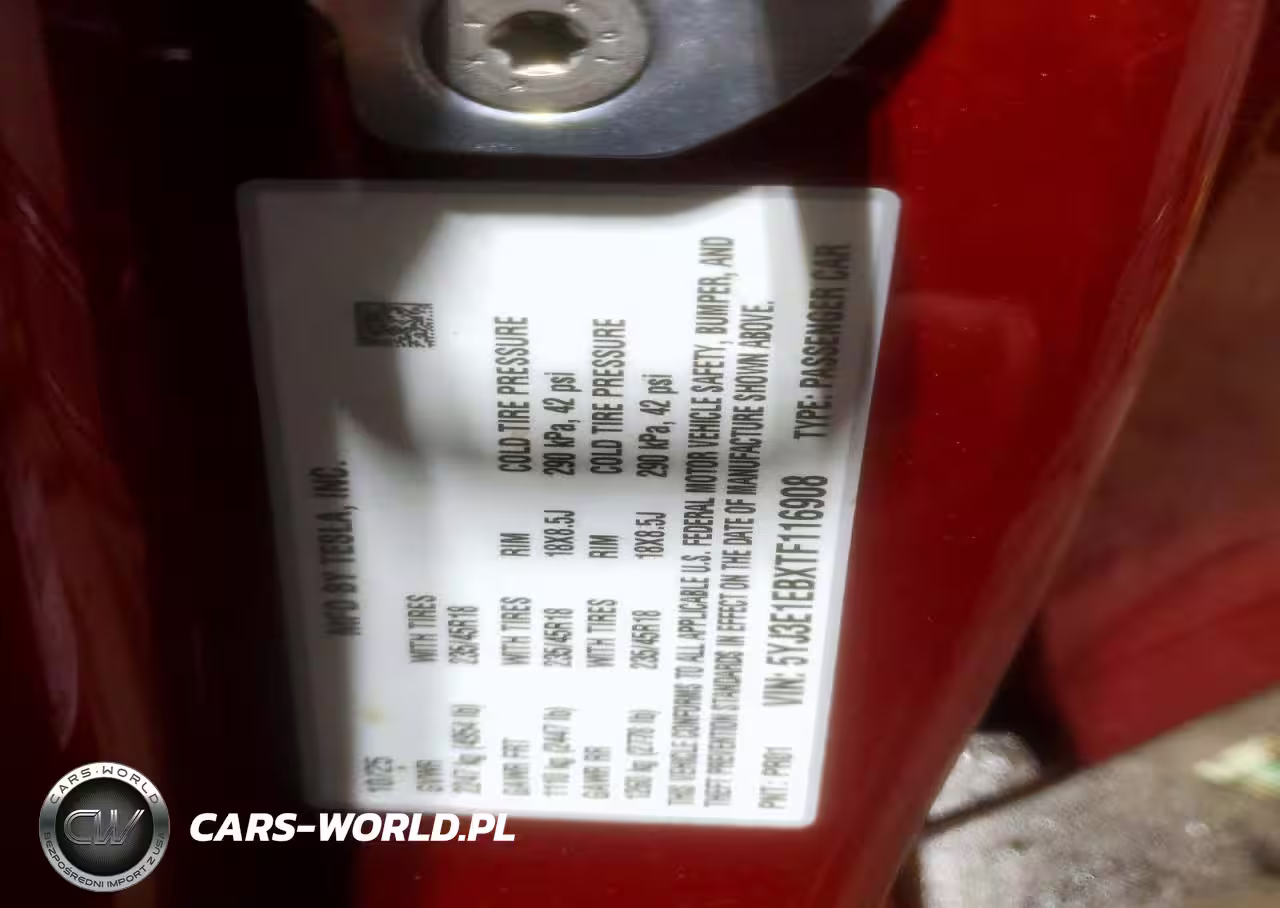 MFD BY TESLA, INC.
10/25
GVWR WITH TIRES
2247 kg (4954 lb) 235/45R18
GAWR FRT WITH TIRES RIM COLD TIRE PRESSURE
1110 kg (2447 lb) 235/45R18 18X8.5J 290 kPa, 42 psi
GAWR RR WITH TIRES RIM COLD TIRE PRESSURE
1260 kg (2778 lb) 235/45R18 18X8.5J 290 kPa, 42 psi
THIS VEHICLE CONFORMS TO ALL APPLICABLE U.S. FEDERAL MOTOR VEHICLE SAFETY, BUMPER, AND
THEFT PREVENTION STANDARDS IN EFFECT ON THE DATE OF MANUFACTURE SHOWN ABOVE.
VIN: 5YJ3E1EBXTF116908 TYPE: PASSENGER CAR
PNT: PR01
CARS-WORLD
CW
BEZPOŚREDNI IMPORT Z USA
CARS-WORLD.PL